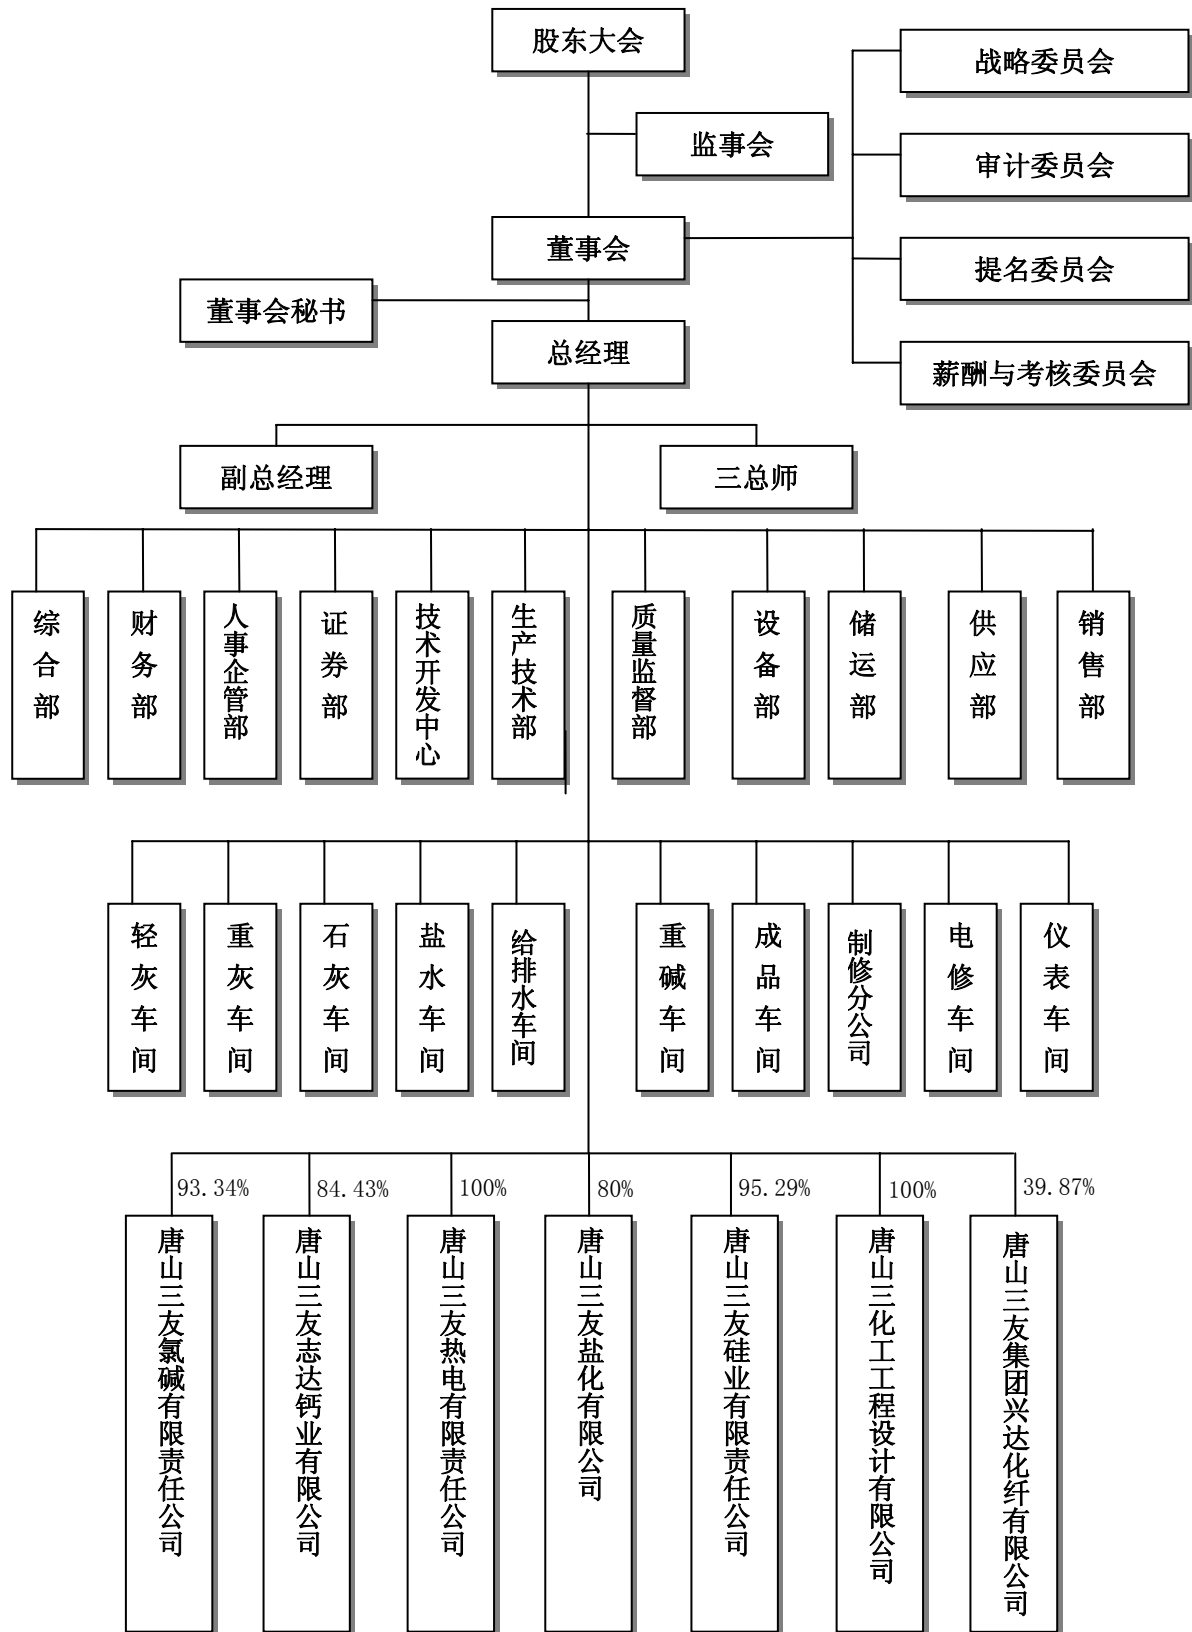 股东大会
战略委员会
监事会
审计委员会
董事会
提名委员会
董事会秘书
总经理
薪酬与考核委员会
副总经理
三总师
综合部
财务部
人事企管部
证券部
技术开发中心
生产技术部
质量监督部
设备部
储运部
供应部
销售部
轻灰车间
重灰车间
石灰车间
盐水车间
给排水车间
重碱车间
成品车间
制修分公司
电修车间
仪表车间
93.34%
84.43%
100%
80%
95.29%
100%
39.87%
唐山三友氯碱有限责任公司
唐山三友志达钙业有限公司
唐山三友热电有限责任公司
唐山三友盐化有限公司
唐山三友硅业有限责任公司
唐山三化工工程设计有限公司
唐山三友集团兴达化纤有限公司